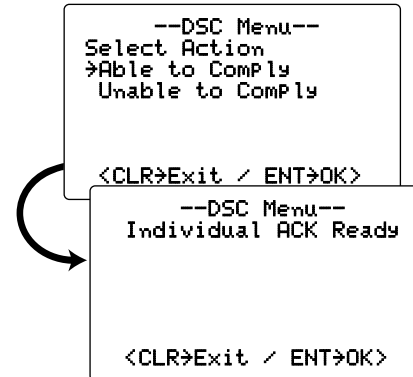 --DSC Menu--
Select Action
→Able to Comply
Unable to Comply
<CLR→Exit / ENT→OK>
--DSC Menu--
Individual ACK Ready
<CLR→Exit / ENT→OK>